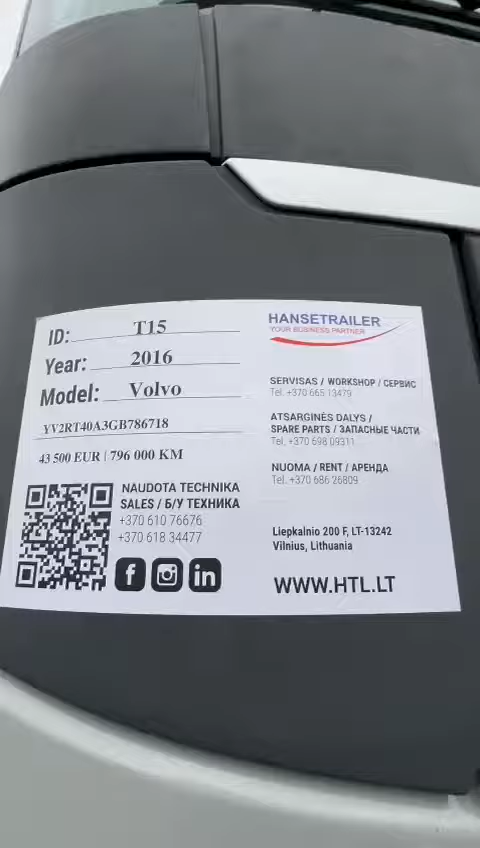 ID: T15
Year: 2016
Model: Volvo
YV2RT40A3GB786718
43 500 EUR | 796 000 KM
NAUDOTA TECHNIKA
SALES / Б/У ТЕХНИКА
+370 610 76676
+370 618 34477
HANSETRAILER
YOUR BUSINESS PARTNER
SERVISAS / WORKSHOP / СЕРВИС
Tel. +370 665 13479
ATSARGINĖS DALYS /
SPARE PARTS / ЗАПАСНЫЕ ЧАСТИ
Tel. +370 698 09311
NUOMA / RENT / АРЕНДА
Tel. +370 686 26809
Liepkalnio 200 F, LT-13242
Vilnius, Lithuania
WWW.HTL.LT